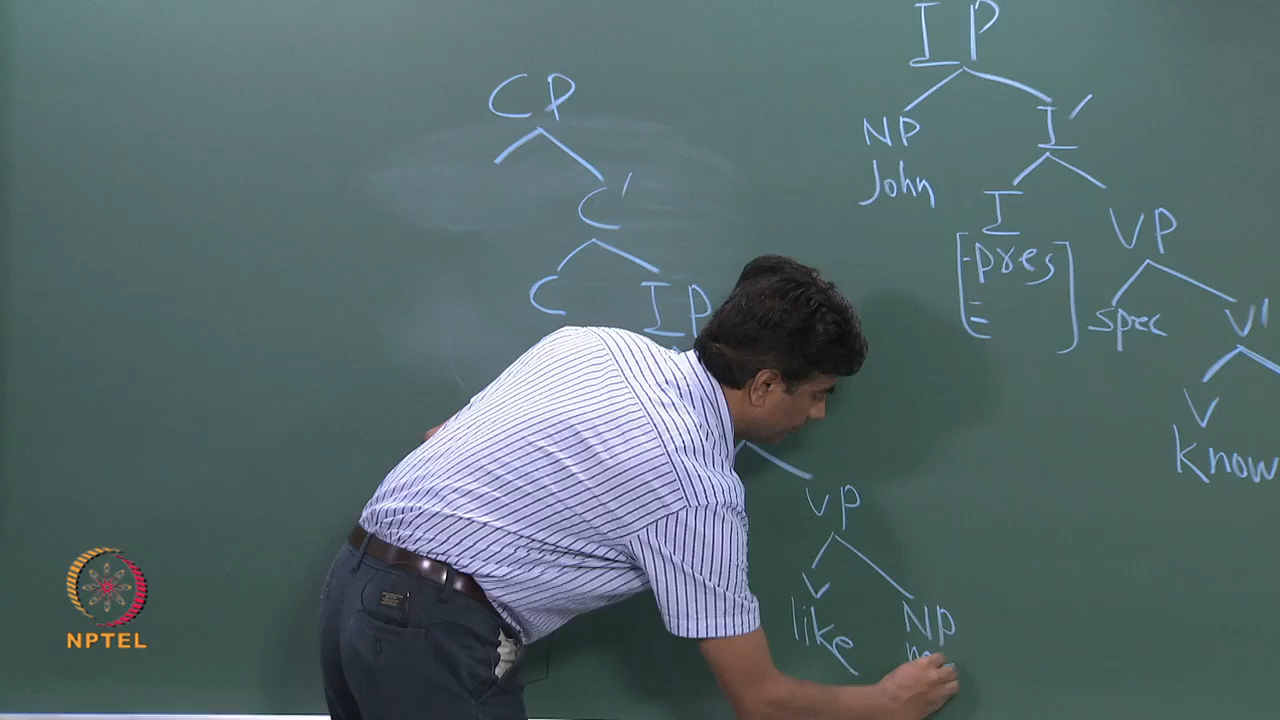 IP
CP
NP I'
John
C'
I VP
[-pres
=]
C IP
spec V'
V
know
VP
V NP
like
NPTEL